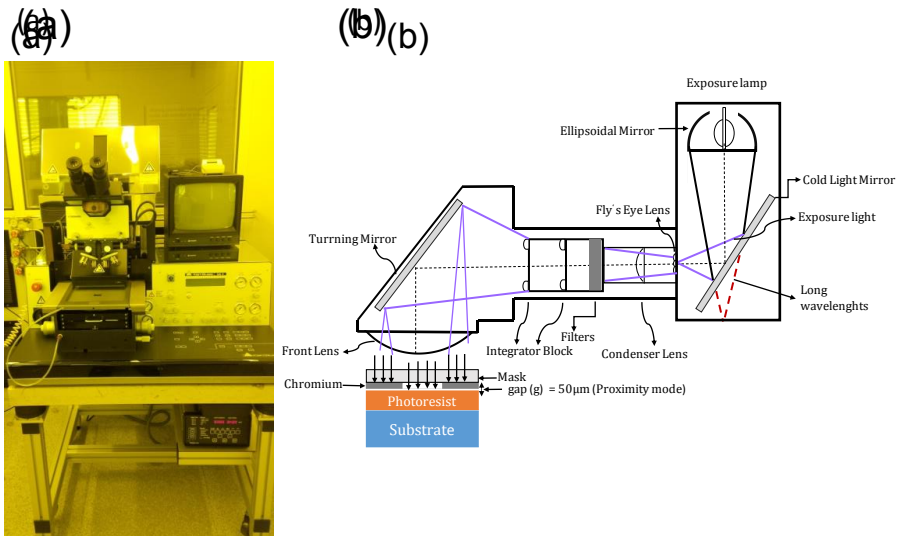 (a)
(b)
(b)
Exposure lamp
Ellipsoidal Mirror
Cold Light Mirror
Fly´s Eye Lens
Exposure light
Turrning Mirror
Long
wavelenghts
Filters
Front Lens
Integrator Block
Condenser Lens
Mask
Chromium
gap (g) = 50μm (Proximity mode)
Photoresist
Substrate